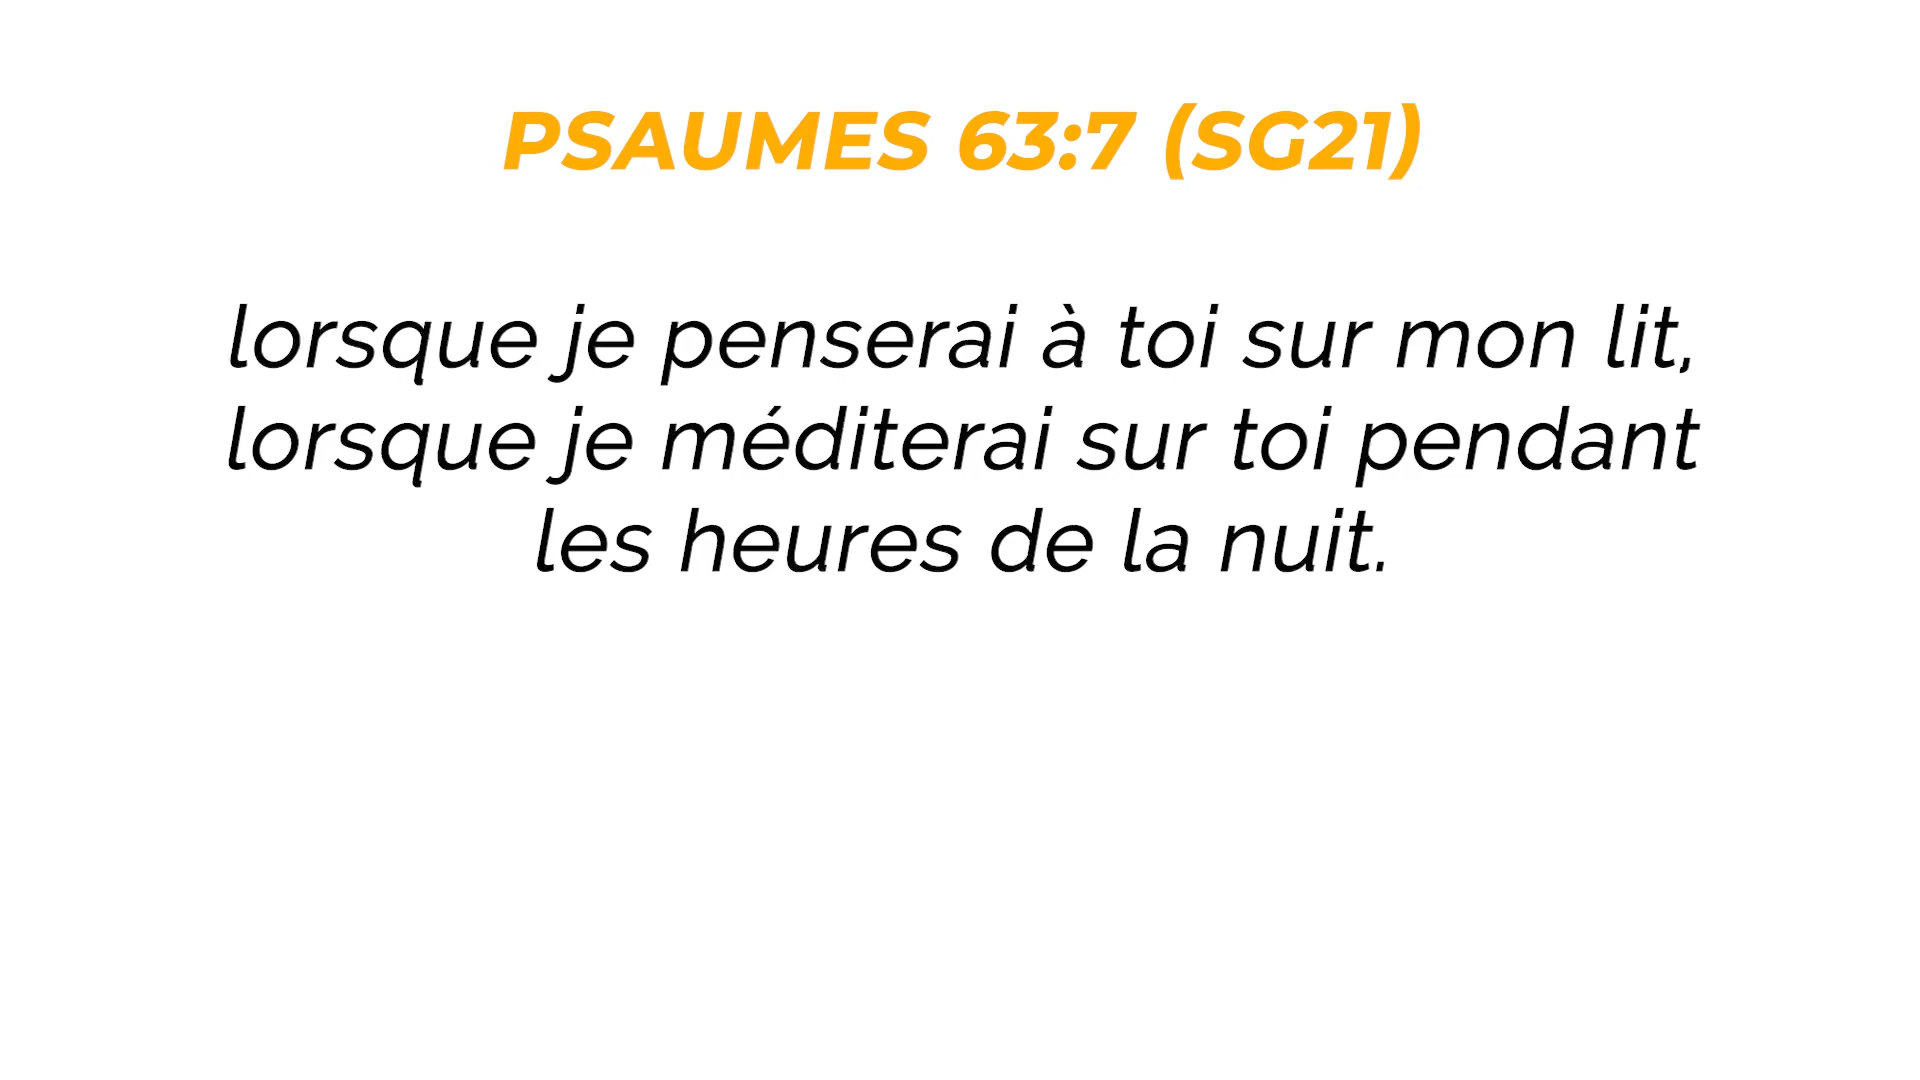 PSAUMES 63:7 (SG21)
lorsque je penserai à toi sur mon lit,
lorsque je méditerai sur toi pendant
les heures de la nuit.